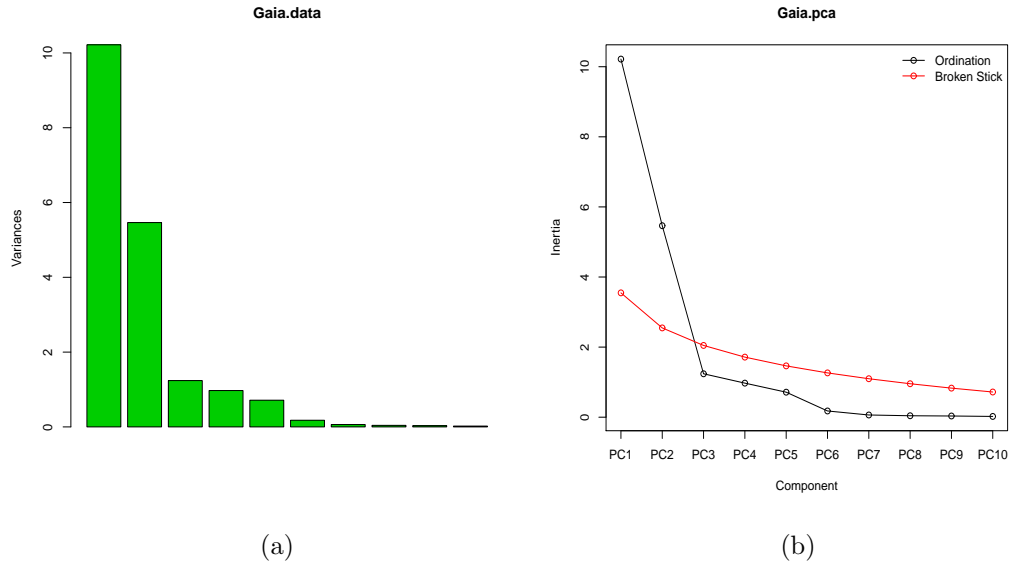 Gaia.data
Variances
10
8
6
4
2
0
(a)
Gaia.pca
Ordination
Broken Stick
Inertia
10
8
6
4
2
0
PC1 PC2 PC3 PC4 PC5 PC6 PC7 PC8 PC9 PC10
Component
(b)